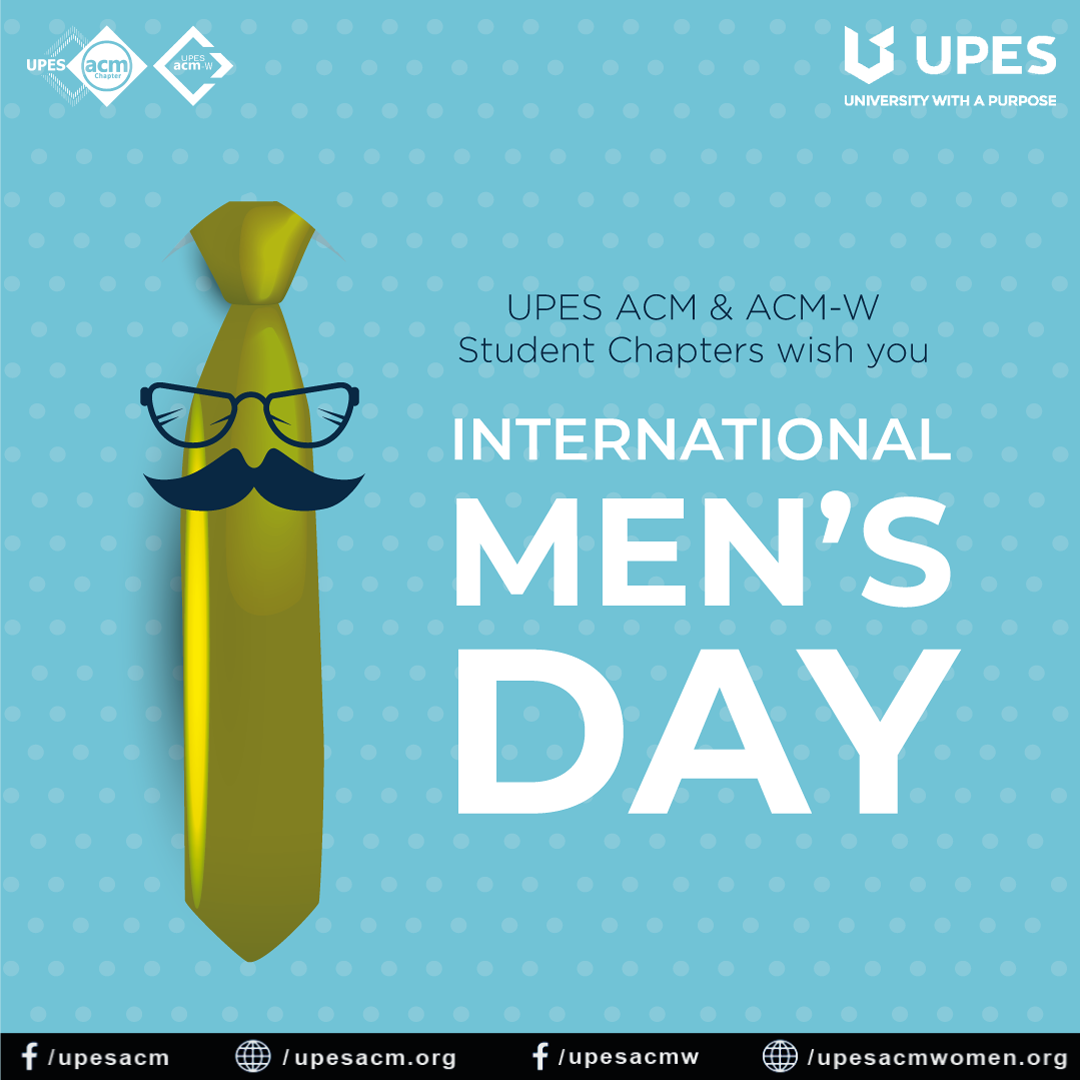 UPES
acm
Chapter
UPES
acm-W
UPES
UNIVERSITY WITH A PURPOSE
UPES ACM & ACM-W
Student Chapters wish you
INTERNATIONAL
MEN’S
DAY
/upesacm
/upesacm.org
/upesacmw
/upesacmwomen.org